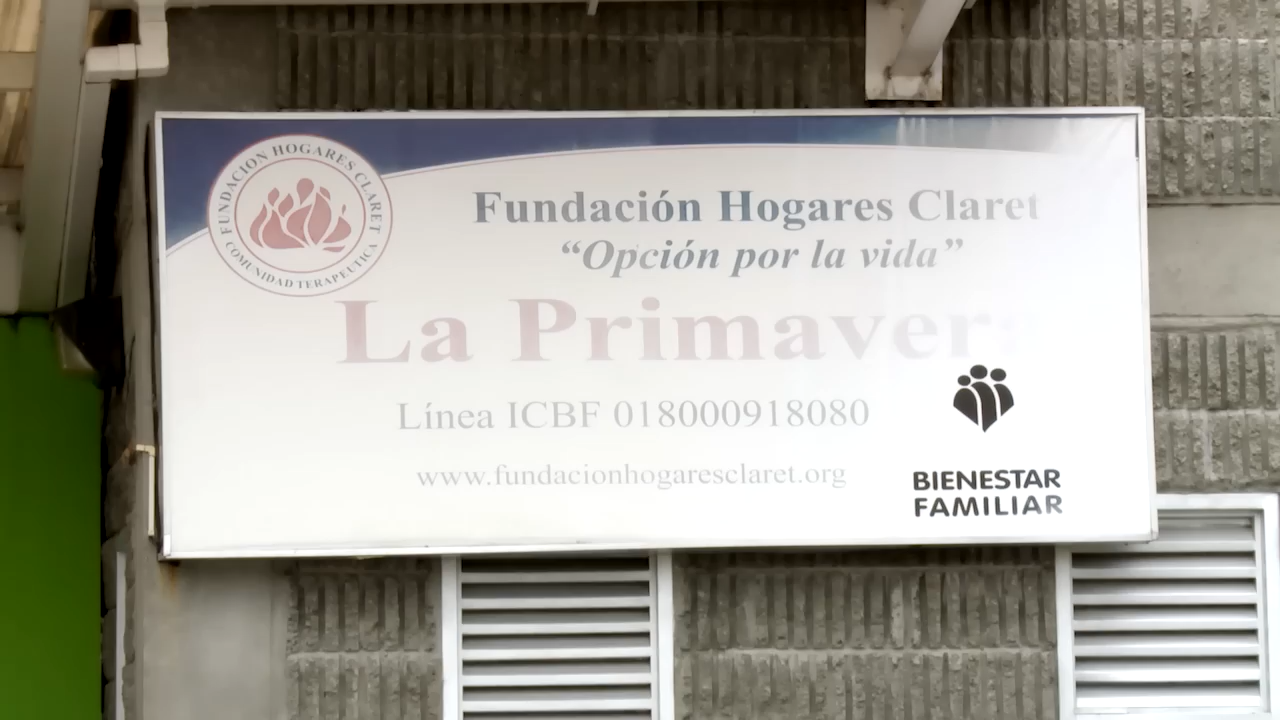 FUNDACION HOGARES CLARET
COMUNIDAD TERAPEUTICA
Fundación Hogares Claret
“Opción por la vida”
La Primavera
Línea ICBF 018000918080
www.fundacionhogaresclaret.org
BIENESTAR
FAMILIAR